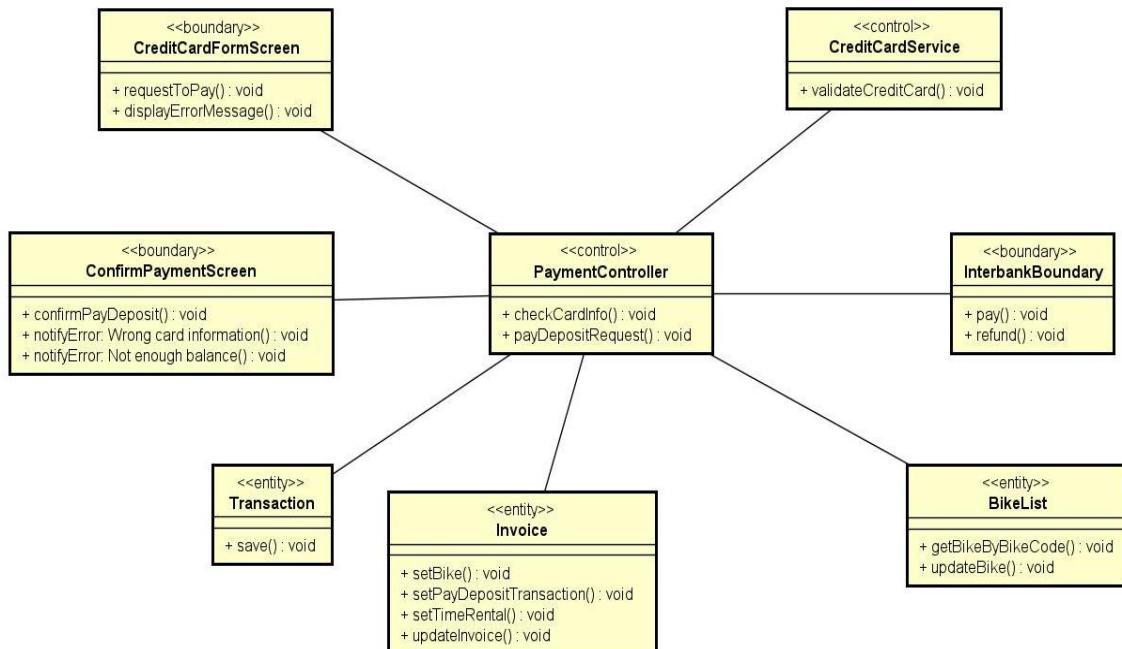 <<boundary>>
CreditCardFormScreen
+ requestToPay() : void
+ displayErrorMessage() : void
<<control>>
CreditCardService
+ validateCreditCard() : void
<<boundary>>
ConfirmPaymentScreen
+ confirmPayDeposit() : void
+ notifyError: Wrong card information() : void
+ notifyError: Not enough balance() : void
<<control>>
PaymentController
+ checkCardInfo() : void
+ payDepositRequest() : void
<<boundary>>
InterbankBoundary
+ pay() : void
+ refund() : void
<<entity>>
Transaction
+ save() : void
<<entity>>
Invoice
+ setBike() : void
+ setPayDepositTransaction() : void
+ setTimeRental() : void
+ updateInvoice() : void
<<entity>>
BikeList
+ getBikeByBikeCode() : void
+ updateBike() : void